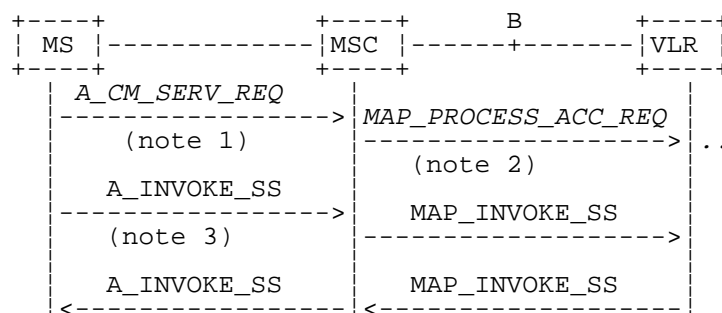 B
MS MSC VLR
A_CM_SERV_REQ
MAP_PROCESS_ACC_REQ
(note 1) ..
(note 2)
A_INVOKE_SS
MAP_INVOKE_SS
(note 3)
A_INVOKE_SS MAP_INVOKE_SS